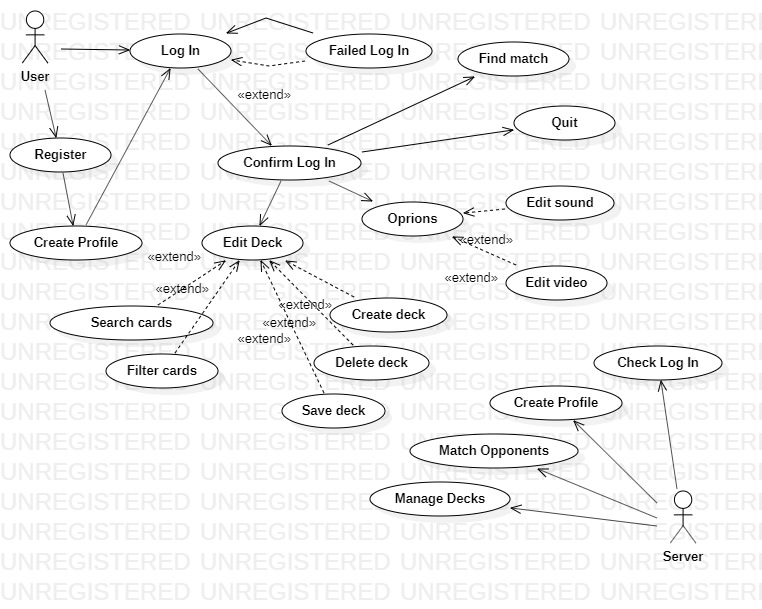 UNREGISTERED UNREGISTERED UNREGISTERED UNREGISTERI
Log In
Failed Log In
Find match
User
«extend»
Quit
Register
Confirm Log In
Edit sound
Oprions
Create Profile
Edit Deck
«extend»
«extend»
«extend»
«extend»
Edit video
«extend»
Create deck
Search cards
«extend»
«extend»
Delete deck
Check Log In
Filter cards
Create Profile
Save deck
Match Opponents
Manage Decks
Server